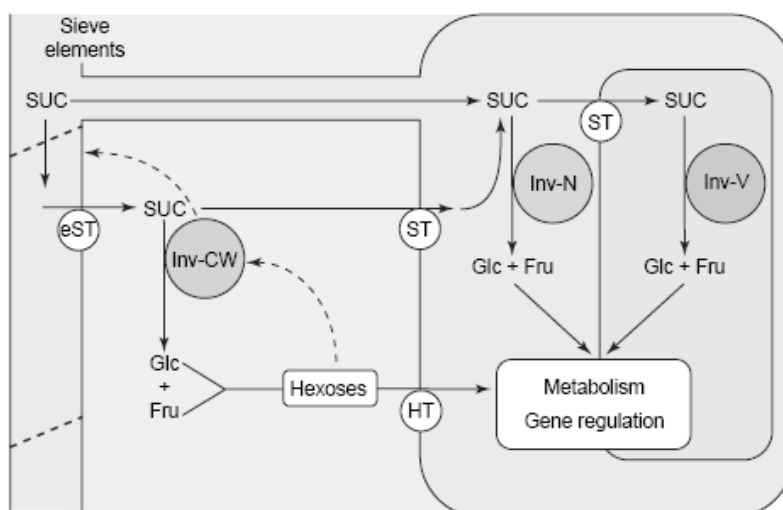 Sieve
elements
SUC
SUC
SUC
ST
Inv-N
Inv-V
SUC
eST
ST
Inv-CW
Glc + Fru
Glc + Fru
Glc
+
Fru
Hexoses
HT
Metabolism
Gene regulation